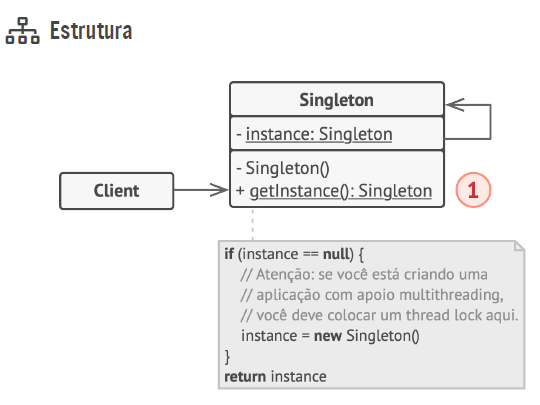 Estrutura
Singleton
- instance: Singleton
- Singleton()
+ getInstance(): Singleton
Client
1
if (instance == null) {
// Atenção: se você está criando uma
// aplicação com apoio multithreading,
// você deve colocar um thread lock aqui.
instance = new Singleton()
}
return instance